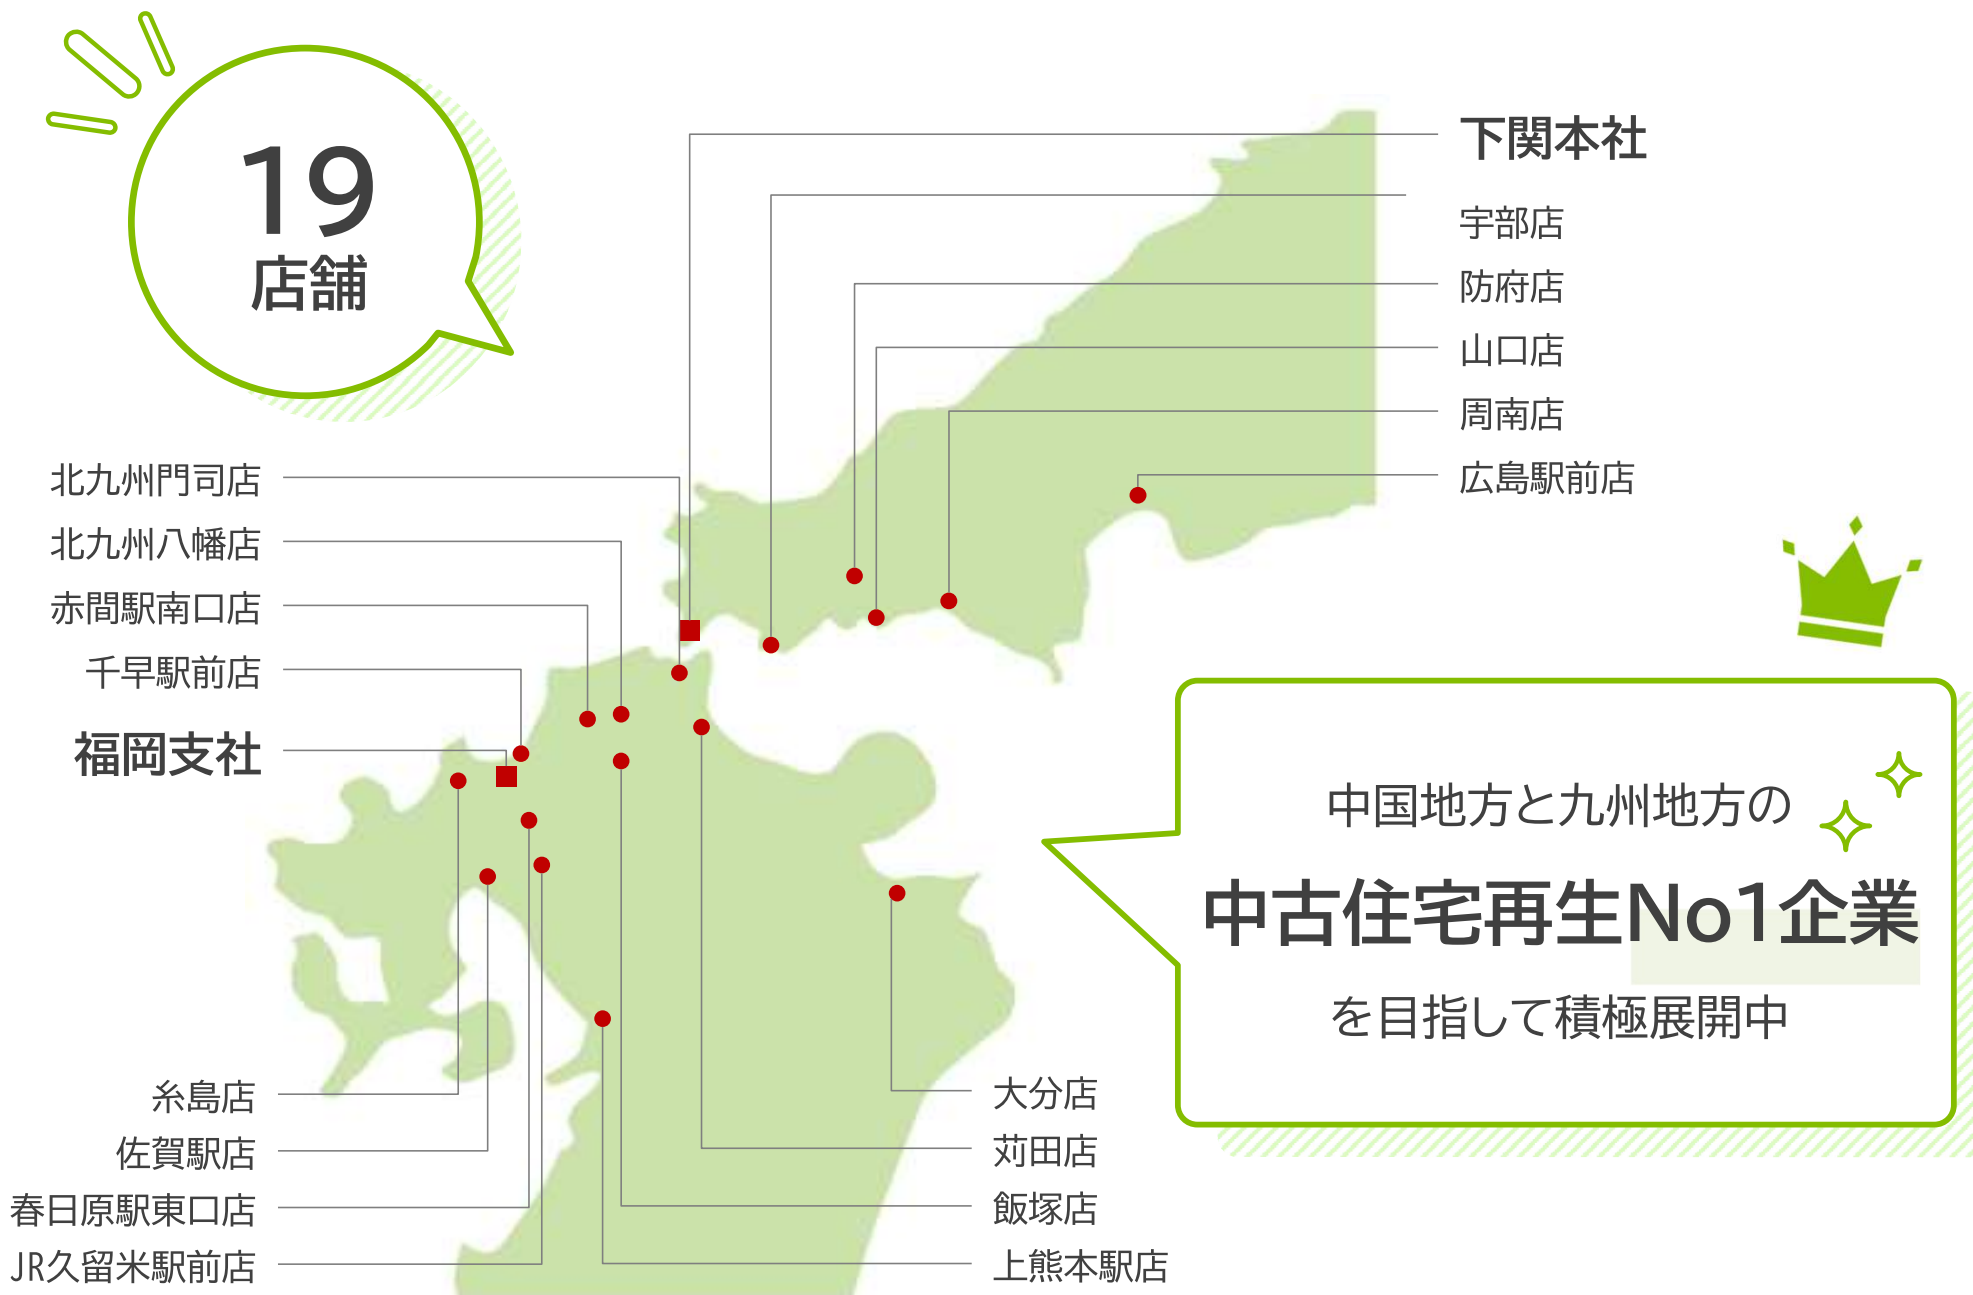 19
店舗
下関本社
宇部店
防府店
山口店
周南店
広島駅前店
北九州門司店
北九州八幡店
赤間駅南口店
千早駅前店
福岡支社
中国地方と九州地方の
中古住宅再生No1企業
を目指して積極展開中
糸島店
佐賀駅店
春日原駅東口店
JR久留米駅前店
大分店
苅田店
飯塚店
上熊本駅店